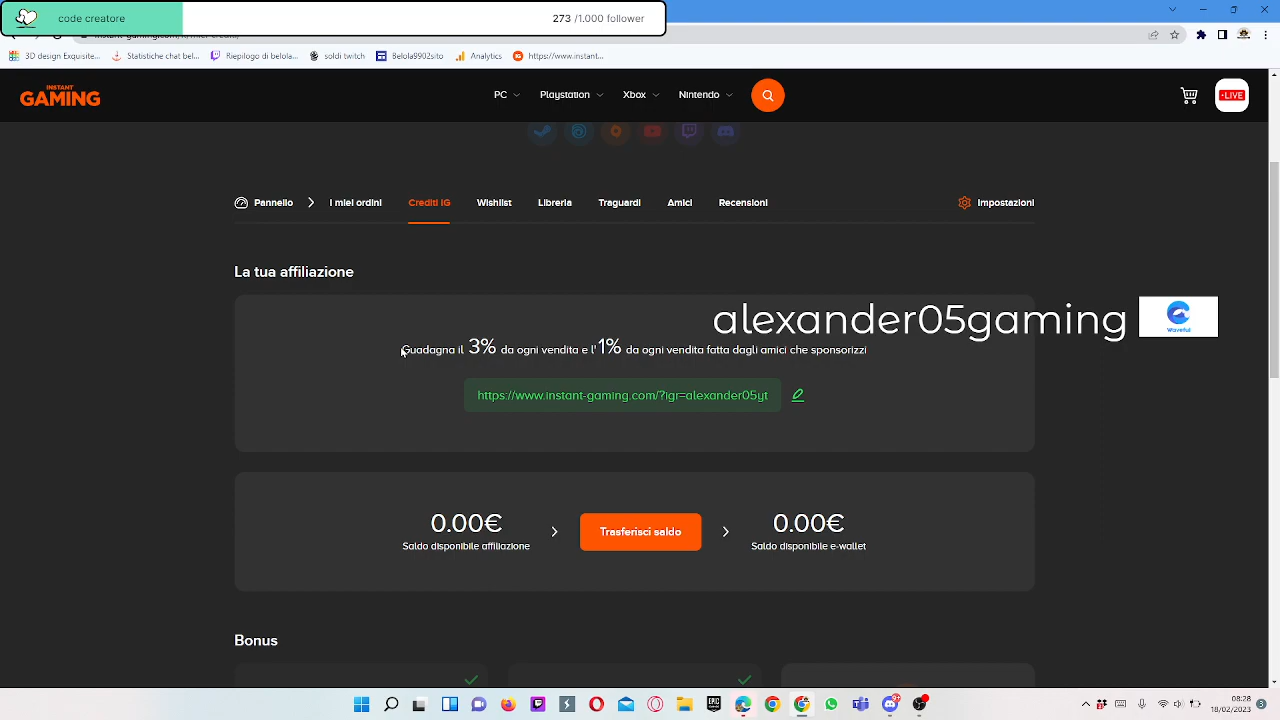 code creatore
273 /1.000 follower
3D design Exquisite...
Statistiche chat bel...
Riepilogo di belola...
soldi twitch
Belola9902sito
Analytics
https://www.instant...
INSTANT
GAMING
PC
Playstation
Xbox
Nintendo
LIVE
Pannello
I miei ordini
Crediti IG
Wishlist
Libreria
Traguardi
Amici
Recensioni
Impostazioni
La tua affiliazione
alexander05gaming
Waveful
Guadagna il 3% da ogni vendita e l'1% da ogni vendita fatta dagli amici che sponsorizzi
https://www.instant-gaming.com/?igr=alexander05yt
0.00€
Saldo disponibile affiliazione
Trasferisci saldo
0.00€
Saldo disponibile e-wallet
Bonus
08:28
18/02/2023